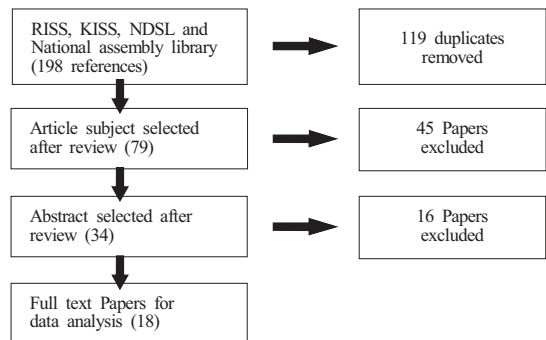 RISS, KISS, NDSL and
National assembly library
(198 references)
119 duplicates
removed
Article subject selected
after review (79)
45 Papers
excluded
Abstract selected after
review (34)
16 Papers
excluded
Full text Papers for
data analysis (18)